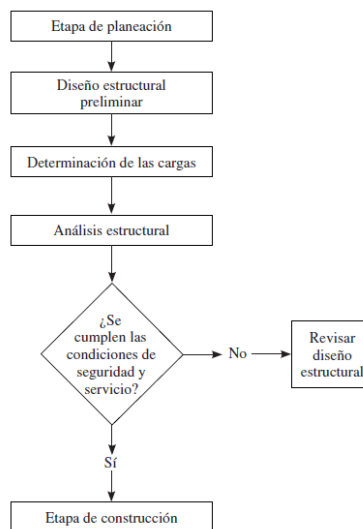 Etapa de planeación
Diseño estructural
preliminar
Determinación de las cargas
Análisis estructural
¿Se
cumplen las
condiciones de
seguridad y
servicio?
No
Revisar
diseño
estructural
Sí
Etapa de construcción